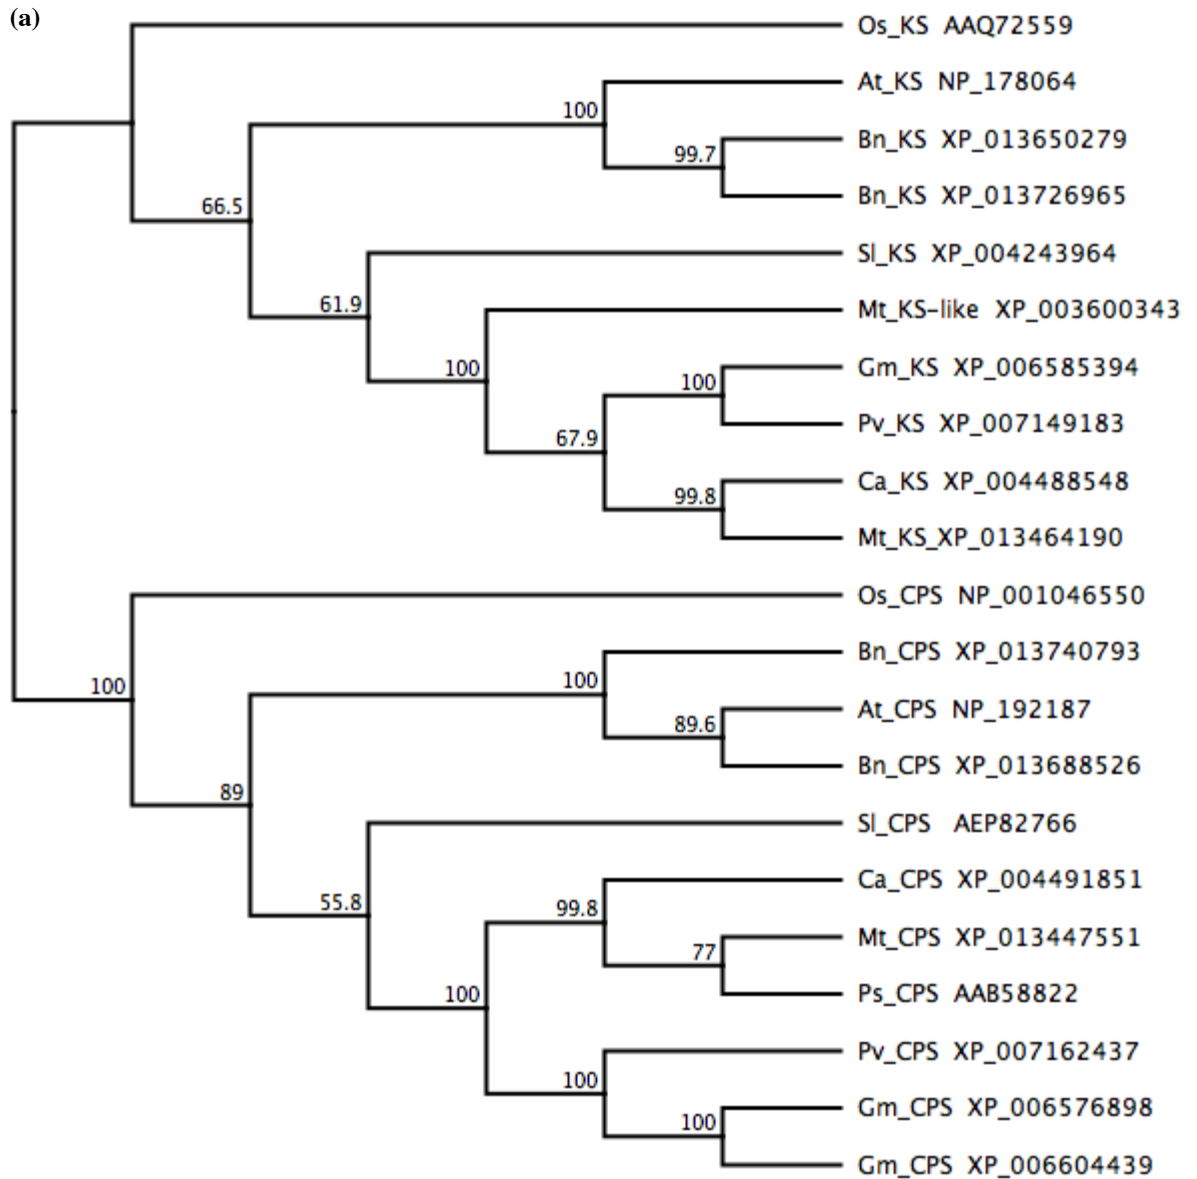 (a)
Os_KS AAQ72559
At_KS NP_178064
100
Bn_KS XP_013650279
99.7
Bn_KS XP_013726965
66.5
Sl_KS XP_004243964
61.9
Mt_KS-like XP_003600343
100
Gm_KS XP_006585394
100
Pv_KS XP_007149183
67.9
Ca_KS XP_004488548
99.8
Mt_KS_XP_013464190
Os_CPS NP_001046550
Bn_CPS XP_013740793
100
100
At_CPS NP_192187
89.6
Bn_CPS XP_013688526
89
Sl_CPS AEP82766
Ca_CPS XP_004491851
55.8
99.8
Mt_CPS XP_013447551
77
Ps_CPS AAB58822
100
Pv_CPS XP_007162437
100
Gm_CPS XP_006576898
100
Gm_CPS XP_006604439